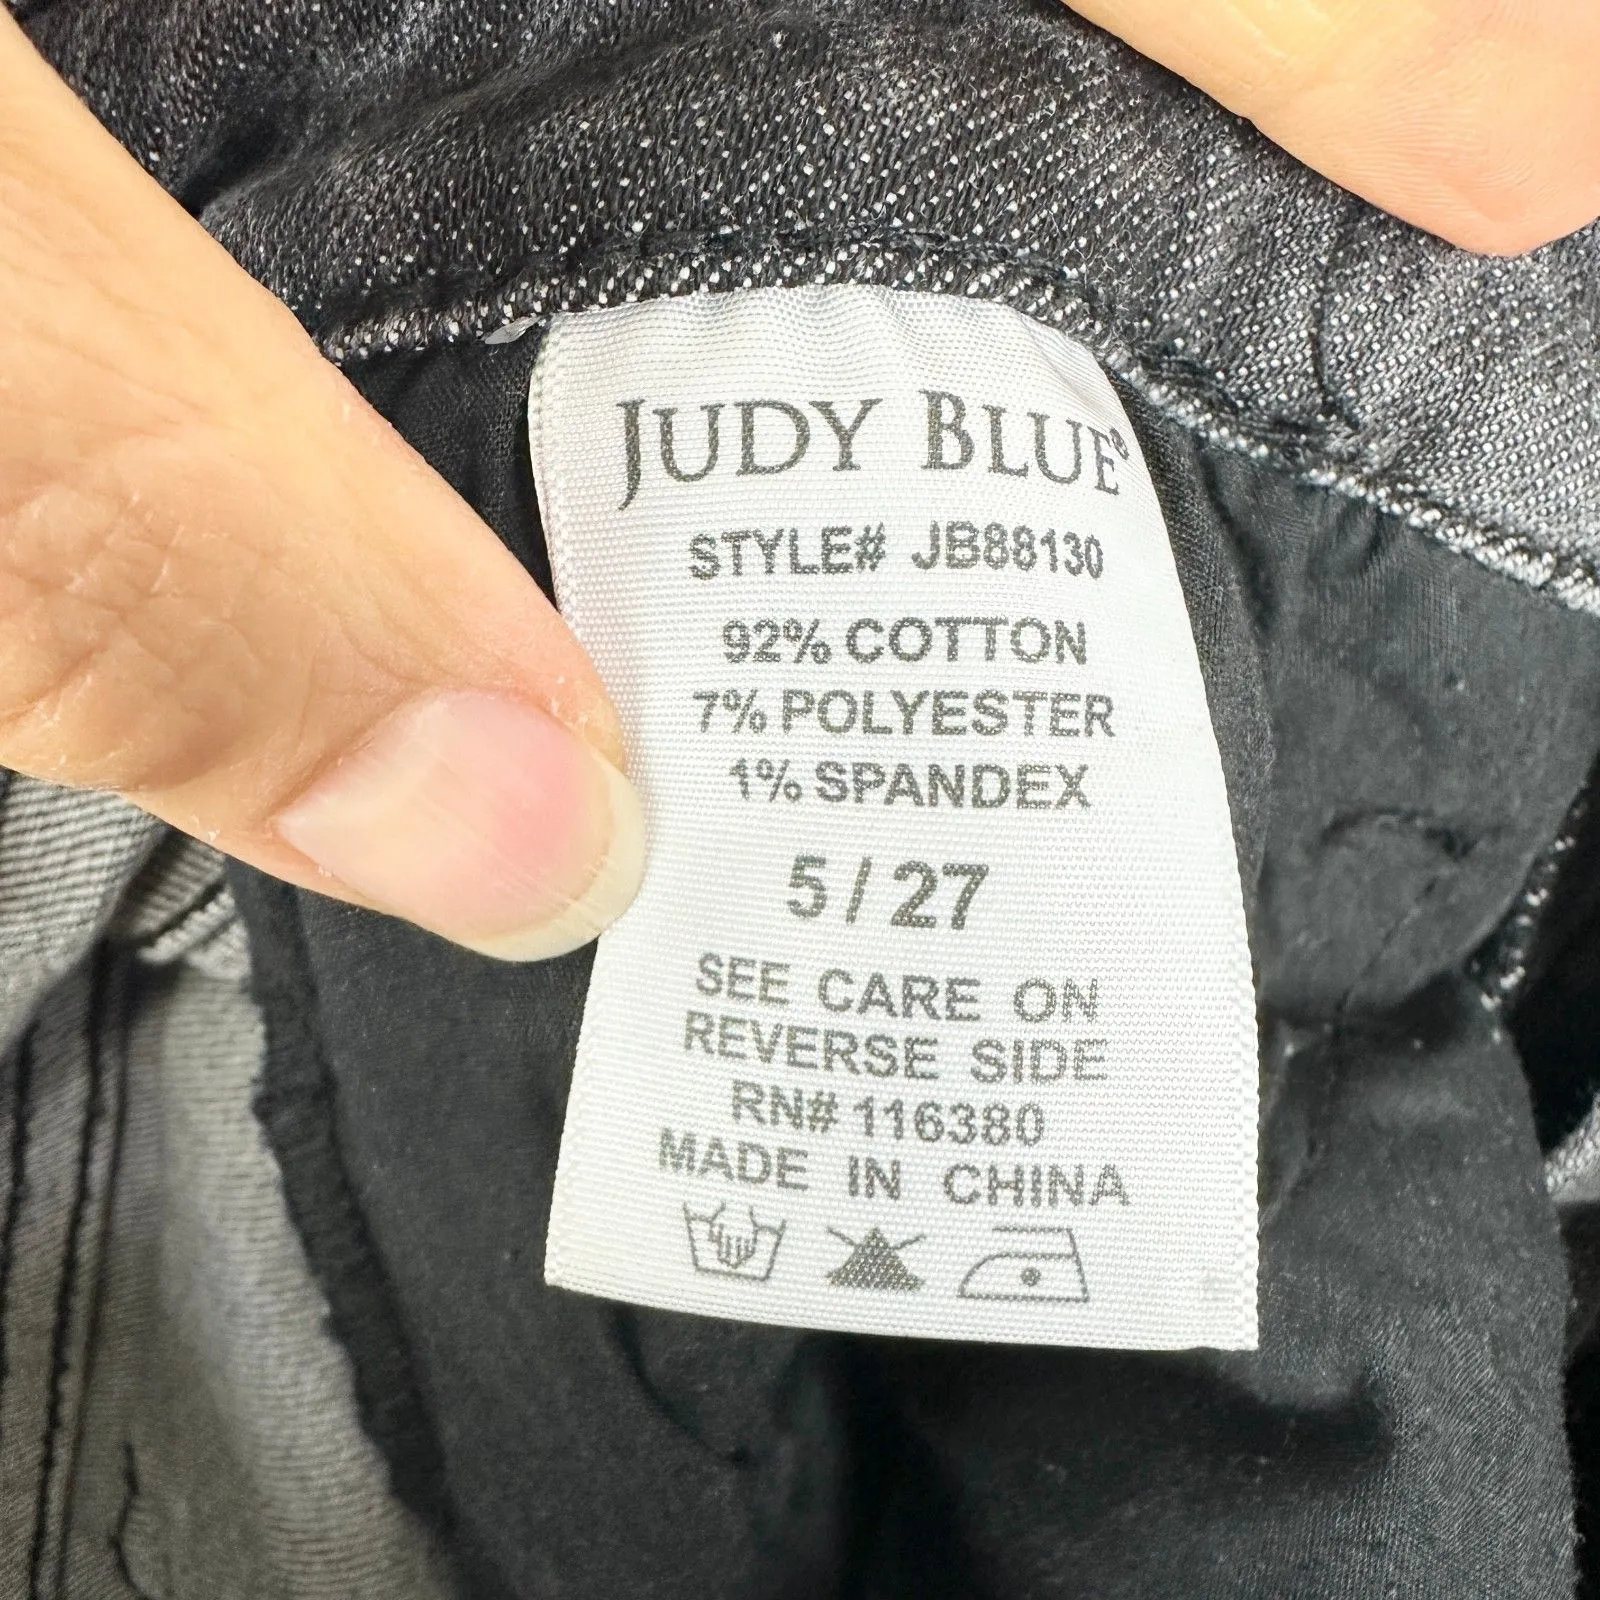 JUDY BLUE®
STYLE# JB88130
92% COTTON
7% POLYESTER
1% SPANDEX
5 / 27
SEE CARE ON
REVERSE SIDE
RN# 116380
MADE IN CHINA